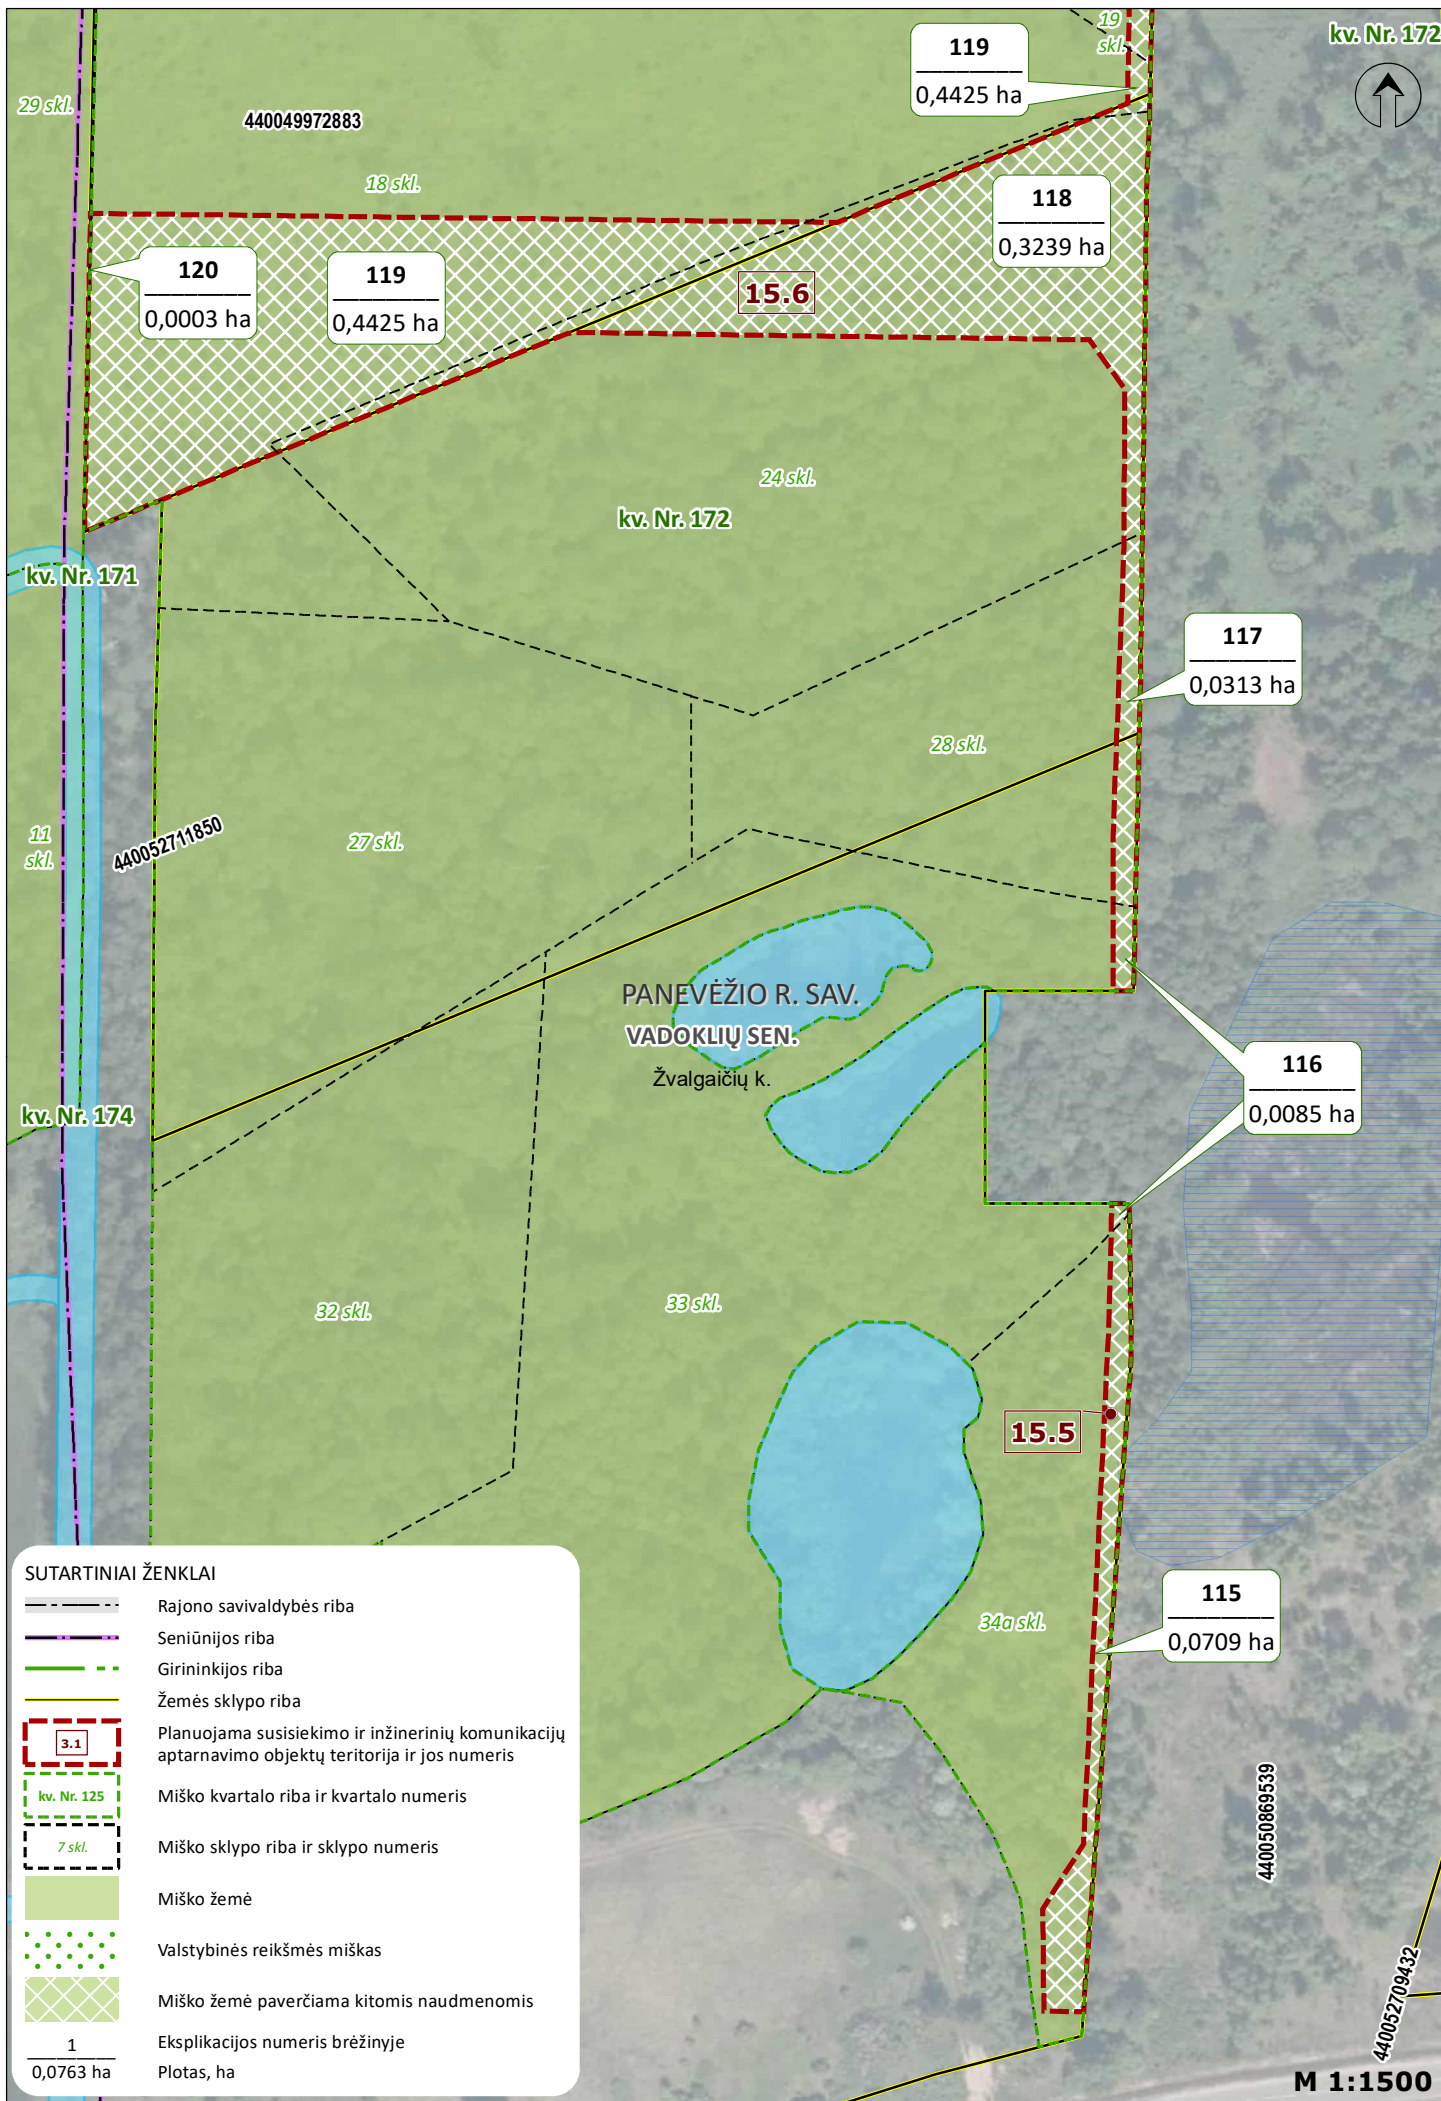 119
0,4425 ha
19
skl.
kv. Nr. 172
29 skl.
440049972883
18 skl.
118
0,3239 ha
120
0,0003 ha
119
0,4425 ha
15.6
24 skl.
kv. Nr. 172
kv. Nr. 171
117
0,0313 ha
28 skl.
11
skl.
440052711850
27 skl.
PANEVĖŽIO R. SAV.
VADOKLIŲ SEN.
Žvalgaičių k.
116
0,0085 ha
kv. Nr. 174
32 skl.
33 skl.
15.5
34a skl.
115
0,0709 ha
440050869539
440052709432
M 1:1500
SUTARTINIAI ŽENKLAI
Rajono savivaldybės riba
Seniūnijos riba
Girininkijos riba
Žemės sklypo riba
3.1
Planuojama susisiekimo ir inžinerinių komunikacijų
aptarnavimo objektų teritorija ir jos numeris
kv. Nr. 125
Miško kvartalo riba ir kvartalo numeris
7 skl.
Miško sklypo riba ir sklypo numeris
Miško žemė
Valstybinės reikšmės miškas
Miško žemė paverčiama kitomis naudmenomis
1
Eksplikacijos numeris brėžinyje
0,0763 ha
Plotas, ha